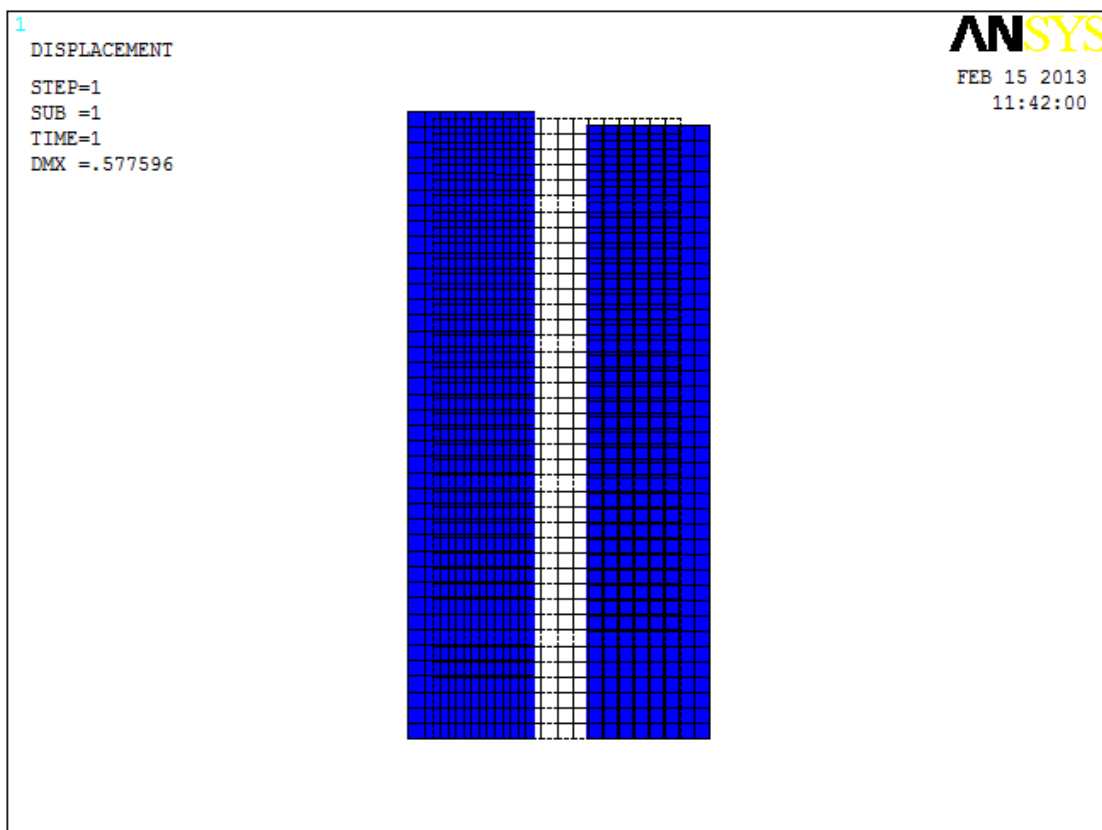 1
DISPLACEMENT
STEP=1
SUB =1
TIME=1
DMX =.577596
ANSYS
FEB 15 2013
11:42:00